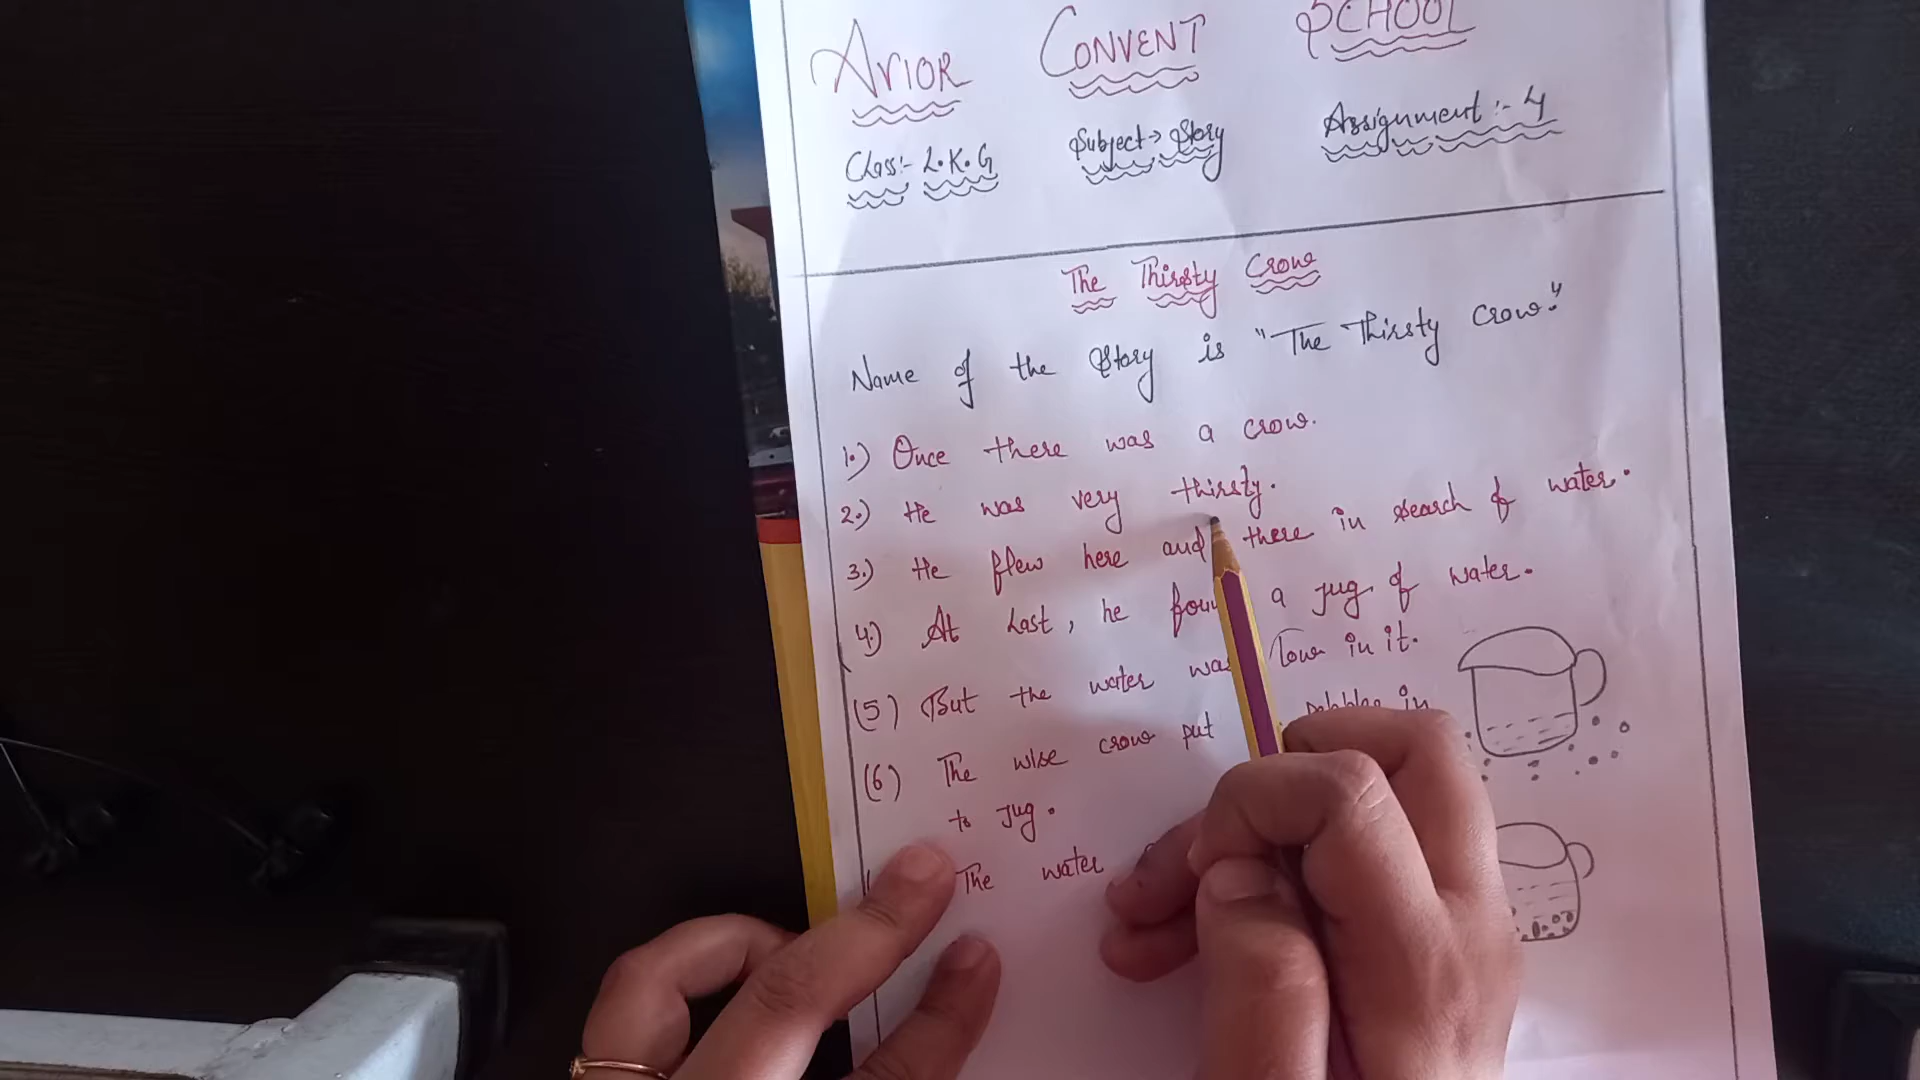 AVIOR CONVENT SCHOOL
Class:- L.K.G Subject→ Story Assignment :- 4
The Thirsty Crow
Name of the Story is "The Thirsty Crow."
1.) Once there was a crow.
2.) He was very thirsty.
3.) He flew here and there in search of water.
4.) At last, he a jug of water.
(5) But the water was low in it.
(6) The wise crow put pebbles in
to jug.
The water